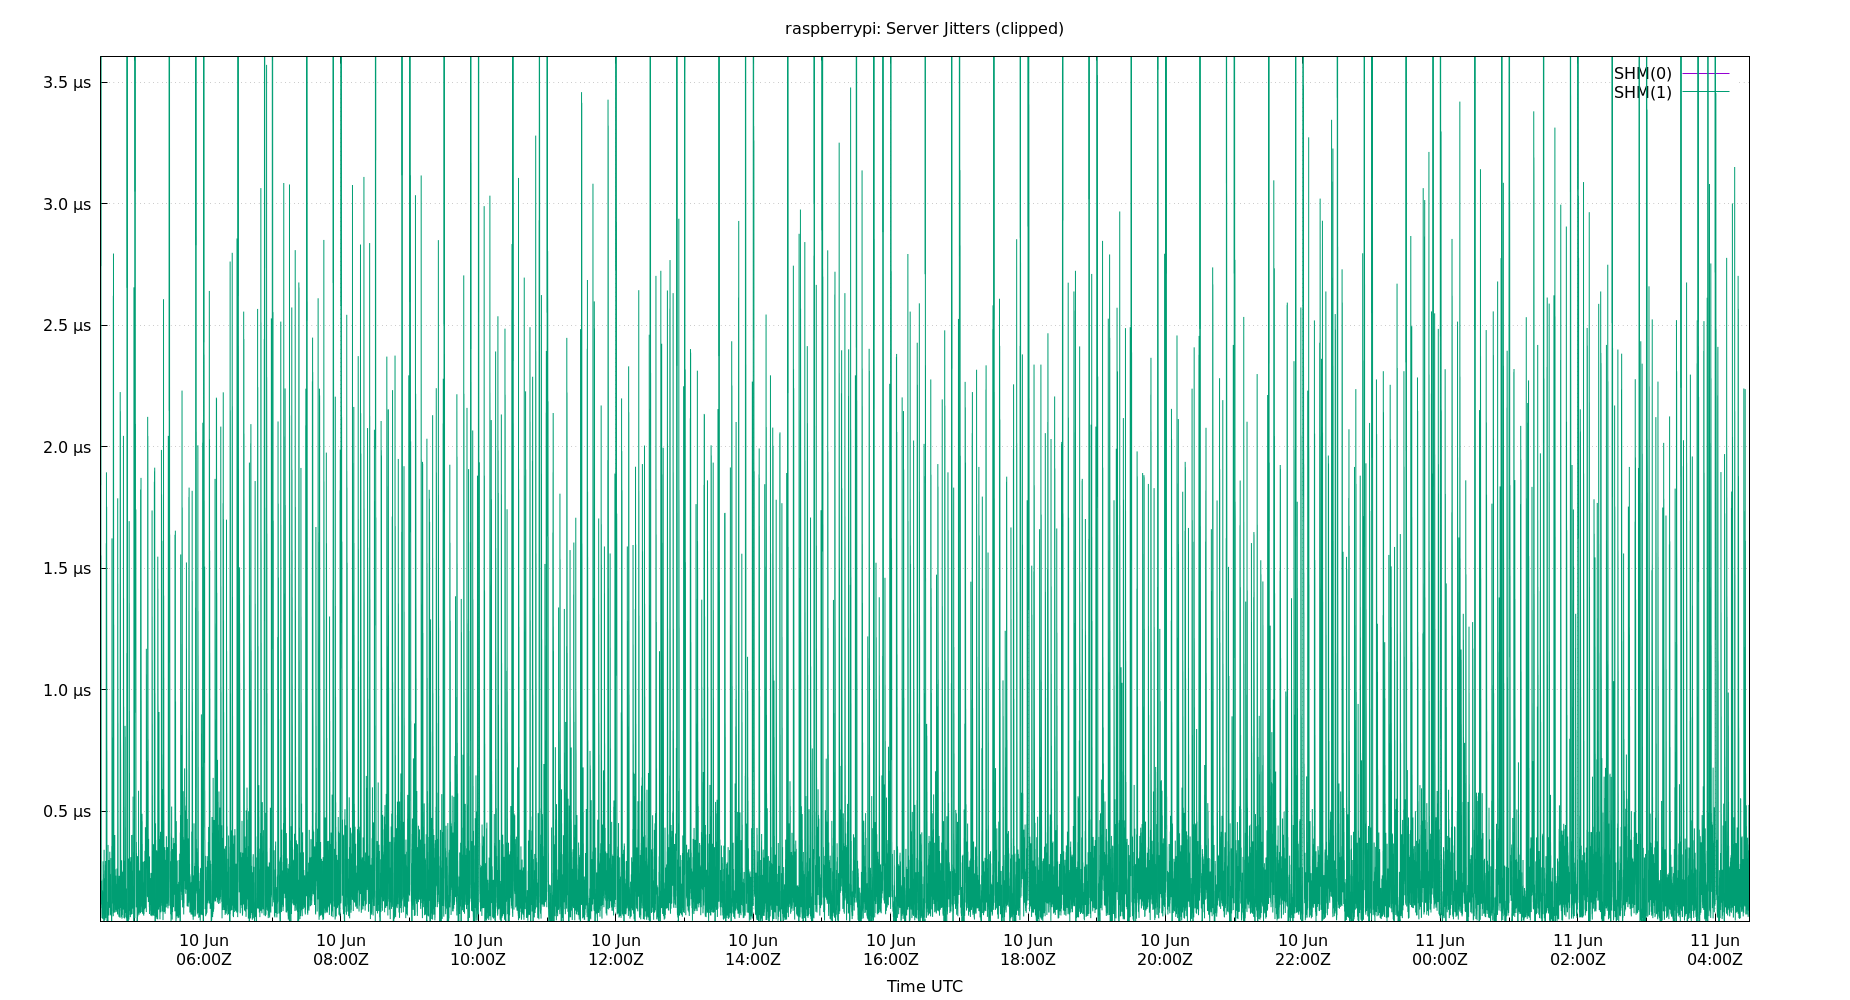 raspberrypi: Server Jitters (clipped)
SHM(0)
SHM(1)
3.5 µs
3.0 µs
2.5 µs
2.0 µs
1.5 µs
1.0 µs
0.5 µs
10 Jun 10 Jun 10 Jun 10 Jun 10 Jun 10 Jun 10 Jun 10 Jun 10 Jun 11 Jun 11 Jun 11 Jun
06:00Z 08:00Z 10:00Z 12:00Z 14:00Z 16:00Z 18:00Z 20:00Z 22:00Z 00:00Z 02:00Z 04:00Z
Time UTC